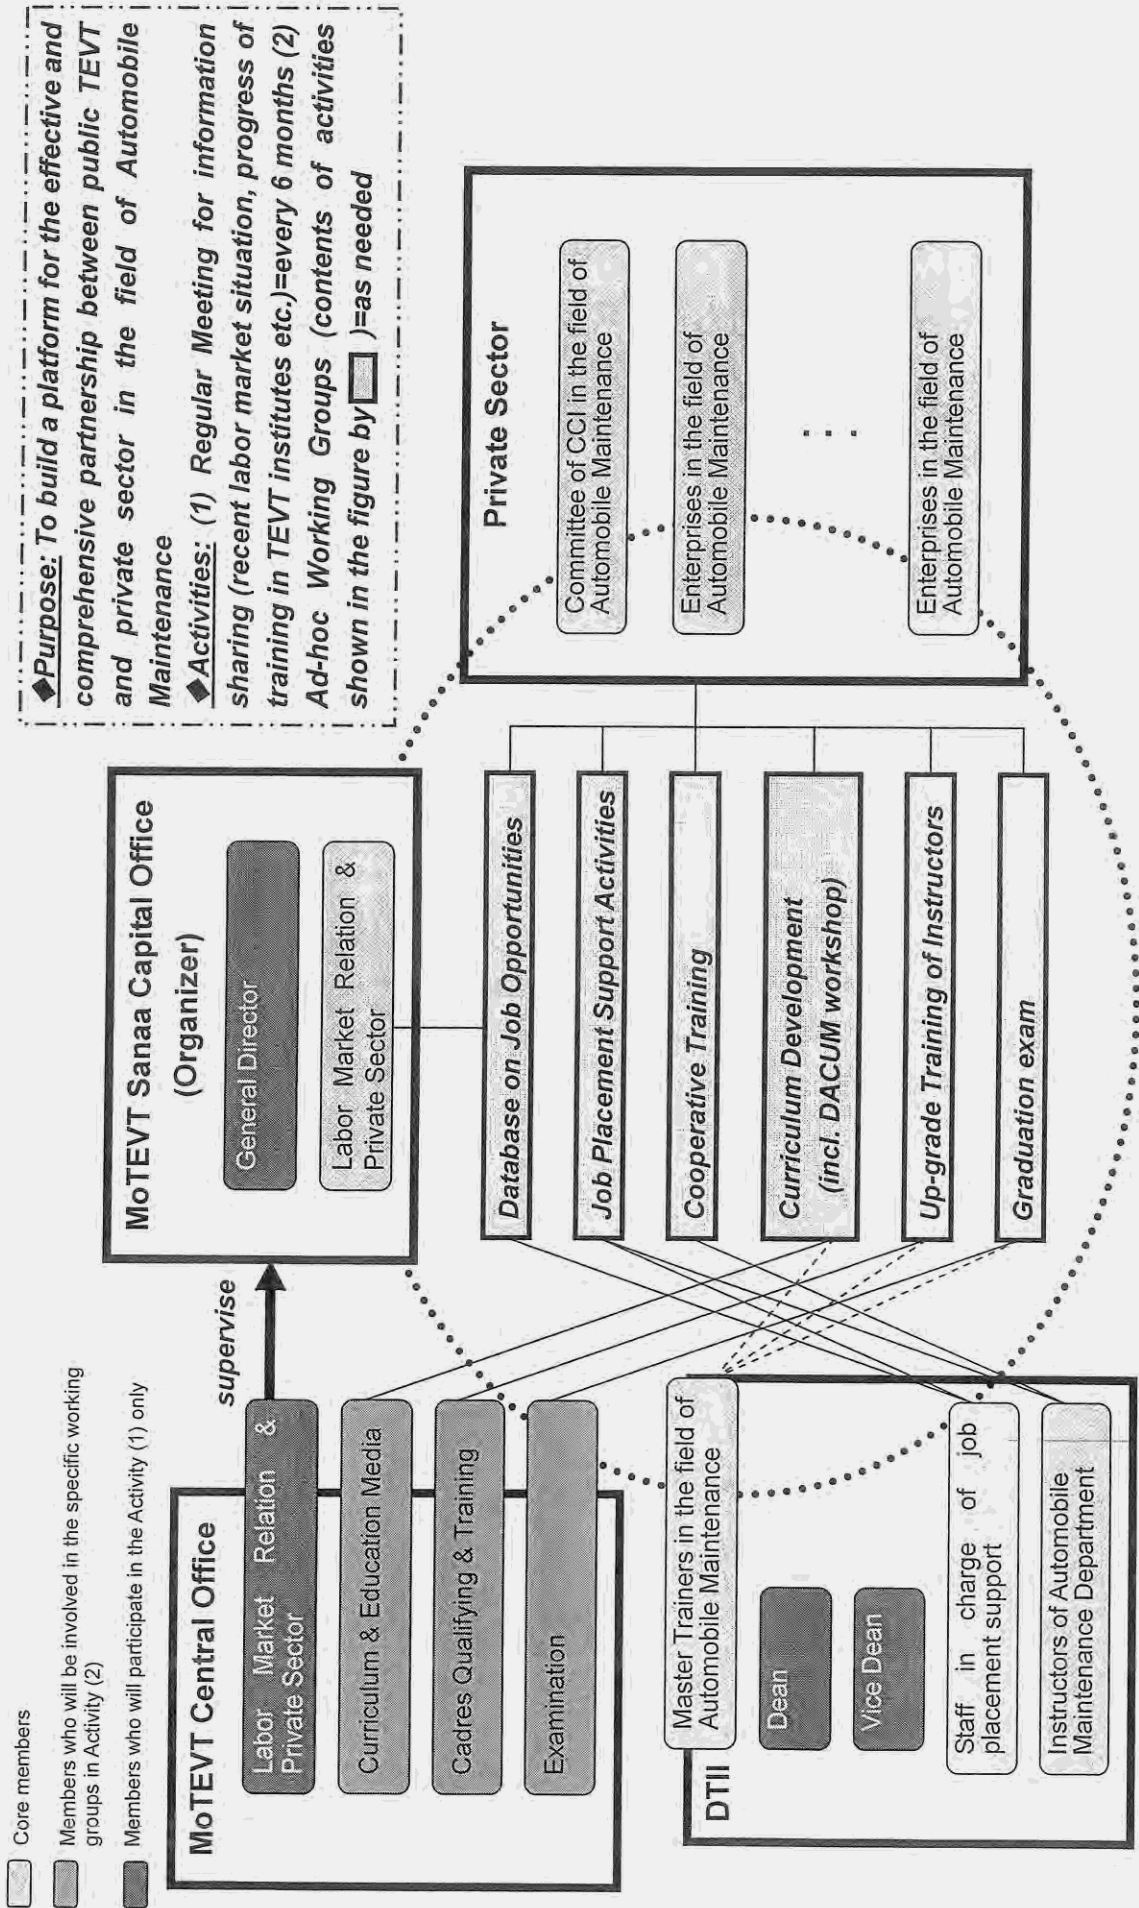 Core members
Members who will be involved in the specific working
groups in Activity (2)
Members who will participate in the Activity (1) only
◆Purpose: To build a platform for the effective and
comprehensive partnership between public TEVT
and private sector in the field of Automobile
Maintenance
◆Activities: (1) Regular Meeting for information
sharing (recent labor market situation, progress of
training in TEVT institutes etc.)=every 6 months (2)
Ad-hoc Working Groups (contents of activities
shown in the figure by )=as needed
MoTEVT Central Office
Labor Market Relation &
Private Sector
Curriculum & Education Media
Cadres Qualifying & Training
Examination
supervise
MoTEVT Sanaa Capital Office
(Organizer)
General Director
Labor Market Relation &
Private Sector
Database on Job Opportunities
Job Placement Support Activities
Cooperative Training
Curriculum Development
(incl. DACUM workshop)
Up-grade Training of Instructors
Graduation exam
Private Sector
Committee of CCI in the field of
Automobile Maintenance
Enterprises in the field of
Automobile Maintenance
. . . .
Enterprises in the field of
Automobile Maintenance
DTII
Master Trainers in the field of
Automobile Maintenance
Dean
Vice Dean
Staff in charge of job
placement support
Instructors of Automobile
Maintenance Department